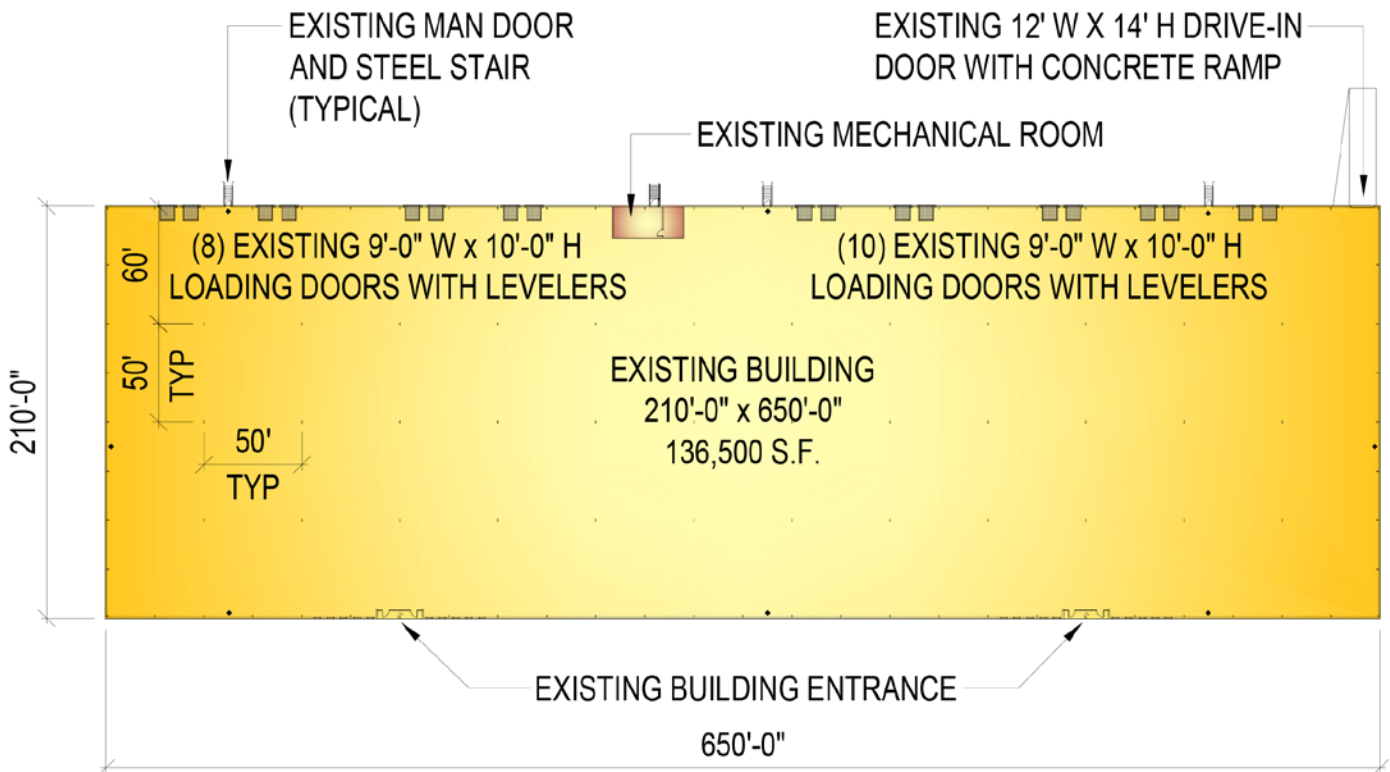 EXISTING MAN DOOR
AND STEEL STAIR
(TYPICAL)
EXISTING 12' W X 14' H DRIVE-IN
DOOR WITH CONCRETE RAMP
EXISTING MECHANICAL ROOM
(8) EXISTING 9'-0" W x 10'-0" H
LOADING DOORS WITH LEVELERS
(10) EXISTING 9'-0" W x 10'-0" H
LOADING DOORS WITH LEVELERS
60'
50'
TYP
210'-0"
50'
TYP
EXISTING BUILDING
210'-0" x 650'-0"
136,500 S.F.
EXISTING BUILDING ENTRANCE
650'-0"